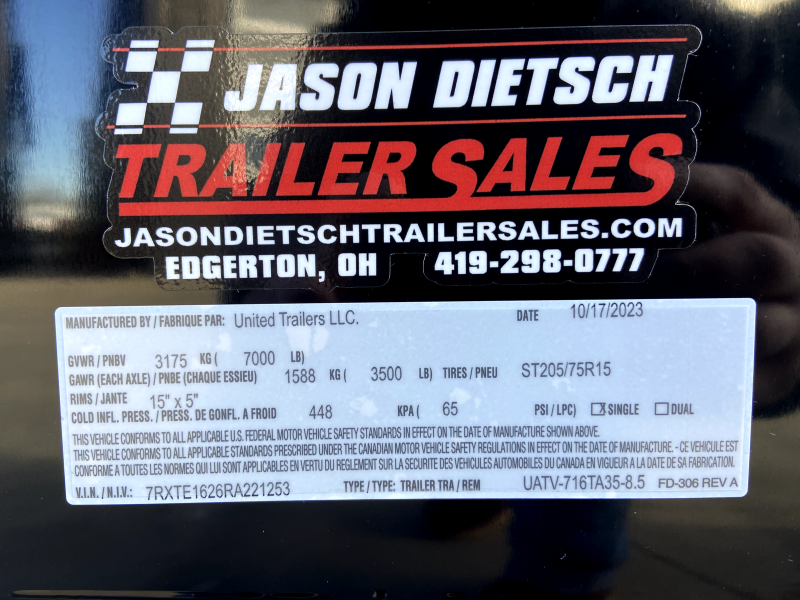 JASON DIETSCH
TRAILER SALES
JASONDIETSCHTRAILERSALES.COM
EDGERTON, OH 419-298-0777
MANUFACTURED BY / FABRIQUE PAR: United Trailers LLC. DATE 10/17/2023
GVWR / PNBV 3175 KG ( 7000 LB)
GAWR (EACH AXLE) / PNBE (CHAQUE ESSIEU) 1588 KG ( 3500 LB) TIRES / PNEU ST205/75R15
RIMS / JANTE 15" x 5"
COLD INFL. PRESS. / PRESS. DE GONFL. A FROID 448 KPA ( 65 PSI / LPC) ☒ SINGLE ☐ DUAL
THIS VEHICLE CONFORMS TO ALL APPLICABLE U.S. FEDERAL MOTOR VEHICLE SAFETY STANDARDS IN EFFECT ON THE DATE OF MANUFACTURE SHOWN ABOVE.
THIS VEHICLE CONFORMS TO ALL APPLICABLE STANDARDS PRESCRIBED UNDER THE CANADIAN MOTOR VEHICLE SAFETY REGULATIONS IN EFFECT ON THE DATE OF MANUFACTURE. - CE VEHICULE EST
CONFORME A TOUTES LES NORMES QUI LUI SONT APPLICABLES EN VERTU DU REGLEMENT SUR LA SECURITE DES VEHICULES AUTOMOBILES DU CANADA EN VIGUEUR A LA DATE DE SA FABRICATION.
V.I.N. / N.I.V.: 7RXTE1626RA221253 TYPE / TYPE: TRAILER TRA / REM UATV-716TA35-8.5 FD-306 REV A